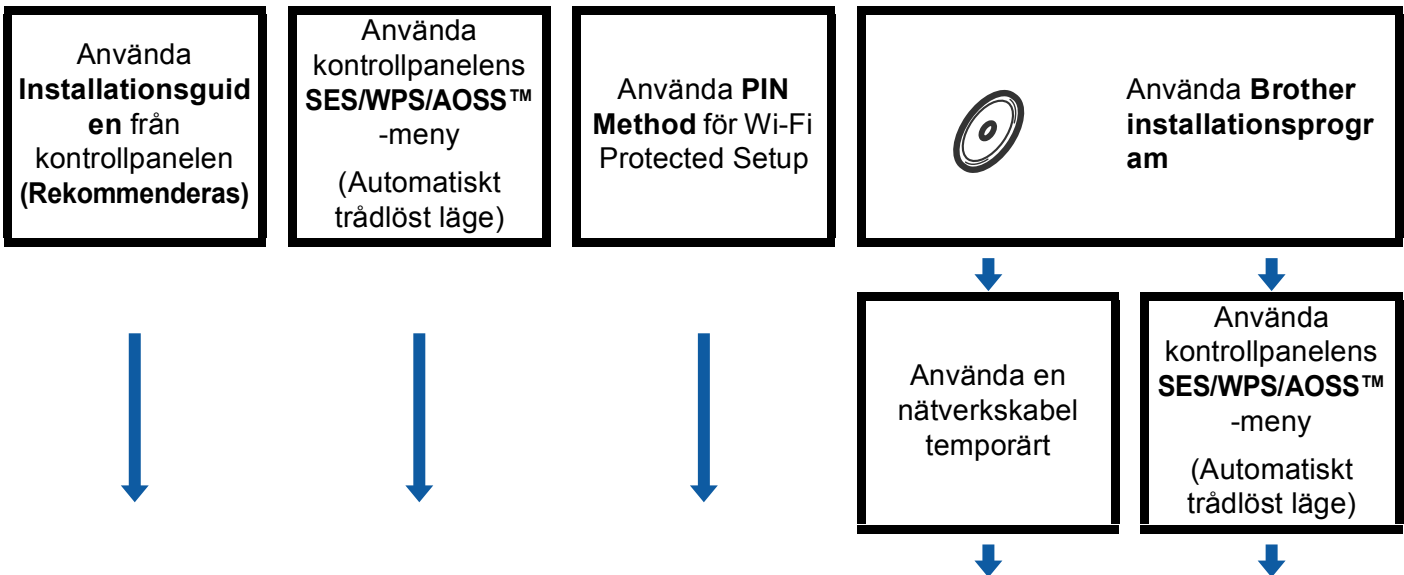 Använda
Installationsguid
en från
kontrollpanelen
(Rekommenderas)
Använda
kontrollpanelens
SES/WPS/AOSS™
-meny
(Automatiskt
trådlöst läge)
Använda PIN
Method för Wi-Fi
Protected Setup
Använda Brother
installationsprogr
am
Använda en
nätverkskabel
temporärt
Använda
kontrollpanelens
SES/WPS/AOSS™
-meny
(Automatiskt
trådlöst läge)